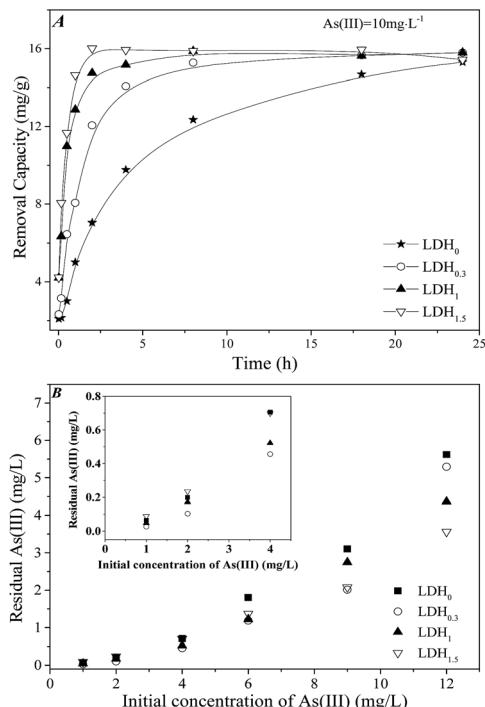 A
As(III)=10mg·L⁻¹
16
12
8
4
Removal Capacity (mg/g)
LDH₀
LDH₀.₃
LDH₁
LDH₁.₅
0 5 10 15 20 25
Time (h)
B
0.8
0.6
0.4
0.2
0.0
Residual As(III) (mg/L)
0 1 2 3 4
Initial concentration of As(III) (mg/L)
7
6
5
4
3
2
1
0
Residual As(III) (mg/L)
LDH₀
LDH₀.₃
LDH₁
LDH₁.₅
0 2 4 6 8 10 12
Initial concentration of As(III) (mg/L)